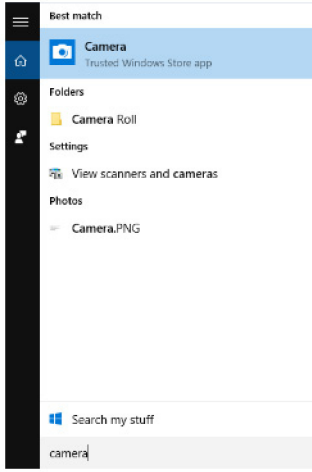 Best match
Camera
Trusted Windows Store app
Folders
Camera Roll
Settings
View scanners and cameras
Photos
Camera.PNG
Search my stuff
camera